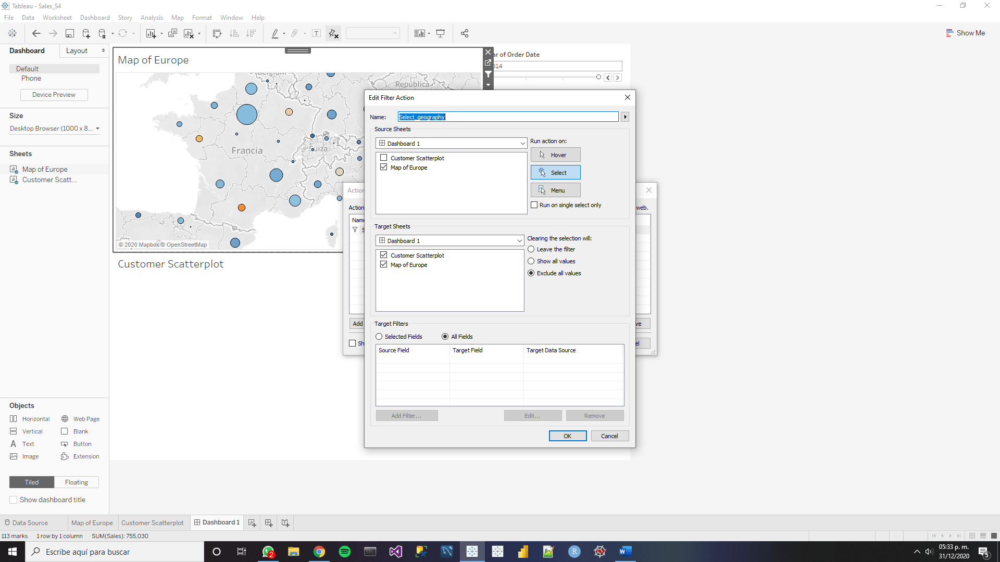 Tableau - Sales_S4
File Data Worksheet Dashboard Story Analysis Map Format Window Help
Show Me
Dashboard Layout
Default
Phone
Device Preview
Size
Desktop Browser (1000 x 8...
Sheets
Map of Europe
Customer Scatt...
Objects
Horizontal Web Page
Vertical Blank
Text Button
Image Extension
Tiled Floating
Show dashboard title
Map of Europe
República
Francia
Suiza
© 2020 Mapbox © OpenStreetMap
Customer Scatterplot
ar of Order Date
014
Action
Action
web.
Name
S
Add
ve
Sh
el
Edit Filter Action
Name: Select_geography
Source Sheets
Dashboard 1
Customer Scatterplot
Map of Europe
Run action on:
Hover
Select
Menu
Run on single select only
Target Sheets
Dashboard 1
Customer Scatterplot
Map of Europe
Clearing the selection will:
Leave the filter
Show all values
Exclude all values
Target Filters
Selected Fields All Fields
Source Field Target Field Target Data Source
Add Filter... Edit... Remove
OK Cancel
Data Source Map of Europe Customer Scatterplot Dashboard 1
113 marks 1 row by 1 column SUM(Sales): 755,030
Escribe aquí para buscar
2
05:33 p. m.
31/12/2020
5